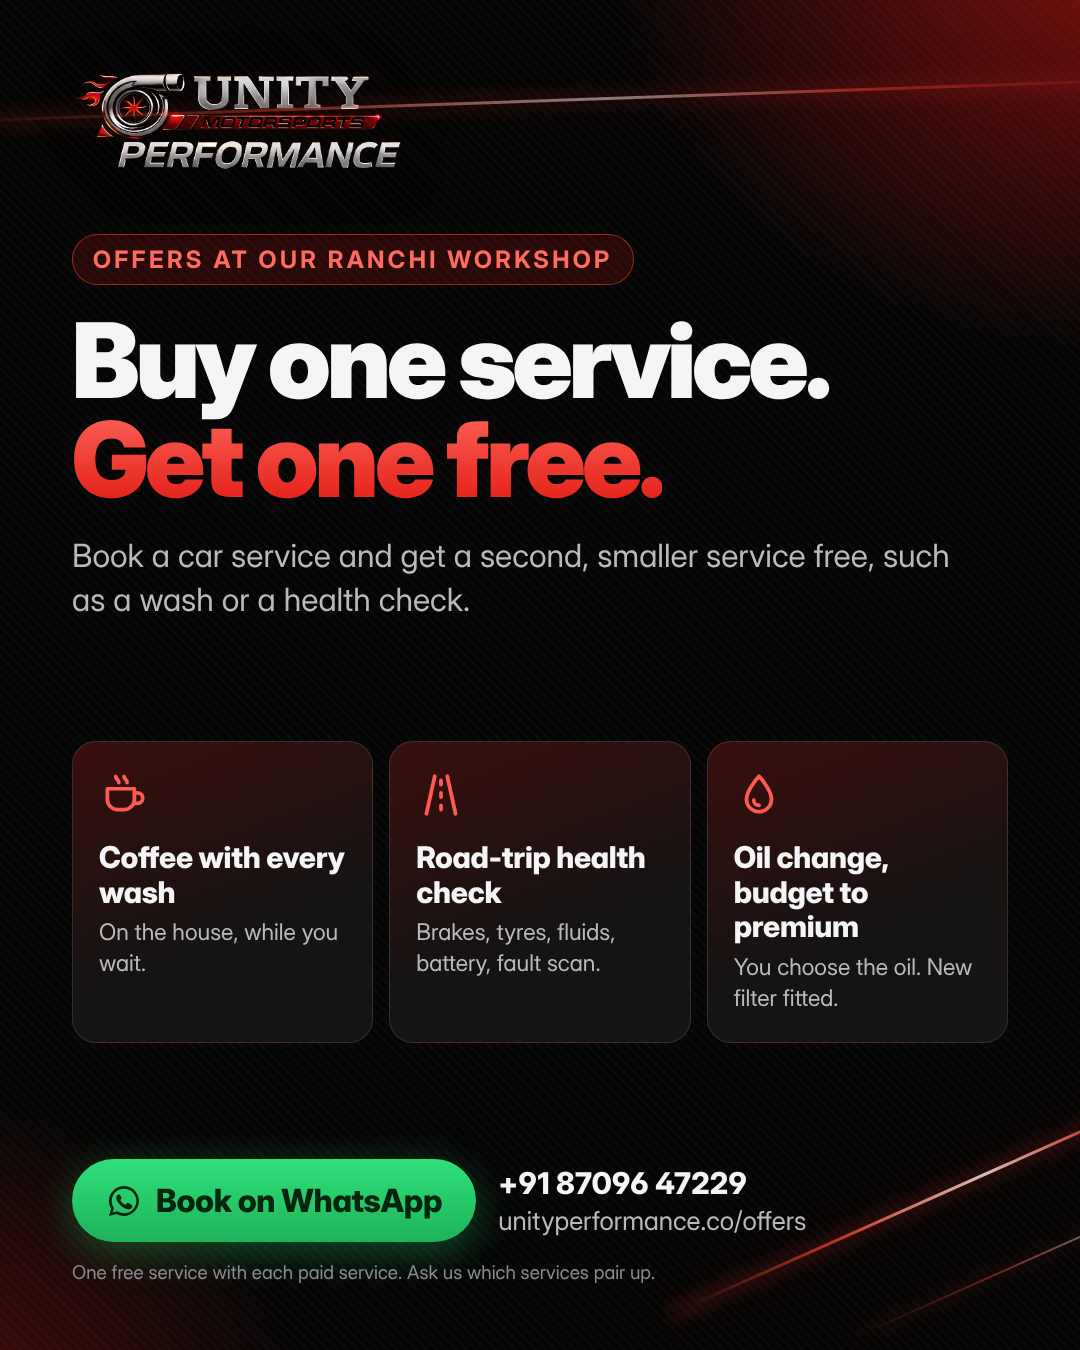 UNITY
MOTORSPORTS
PERFORMANCE
OFFERS AT OUR RANCHI WORKSHOP
Buy one service.
Get one free.
Book a car service and get a second, smaller service free, such
as a wash or a health check.
Coffee with every
wash
On the house, while you
wait.
Road-trip health
check
Brakes, tyres, fluids,
battery, fault scan.
Oil change,
budget to
premium
You choose the oil. New
filter fitted.
Book on WhatsApp
+91 87096 47229
unityperformance.co/offers
One free service with each paid service. Ask us which services pair up.